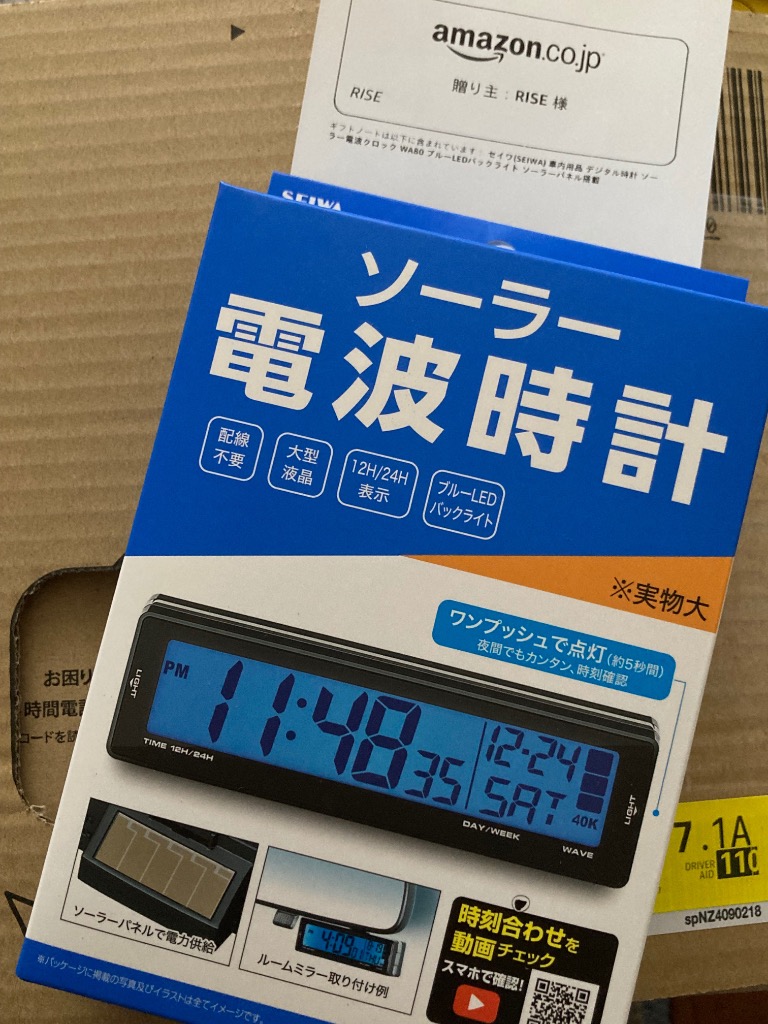 amazon.co.jp
贈り主 : RISE 様
RISE
ギフトノートは以下に含まれています: セイワ(SEIWA) 車内用品 デジタル時計 ソー
ラー電波クロック WA80 ブルーLEDバックライト ソーラーパネル搭載
SEIWA
ソーラー
電波時計
配線
不要
大型
液晶
12H/24H
表示
ブルーLED
バックライト
※実物大
ワンプッシュで点灯(約5秒間)
夜間でもカンタン、時刻確認
LIGHT
PM 11:48 35
12-24
SAT
40K
TIME 12H/24H
DAY/WEEK
WAVE
LIGHT
お困り
時間電話
コードを読
7.1A
DRIVER
AID
110
spNZ4090218
ソーラーパネルで電力供給
4:09
ルームミラー取り付け例
時刻合わせを
動画チェック
スマホで確認!
※パッケージに掲載の写真及びイラストは全てイメージです。